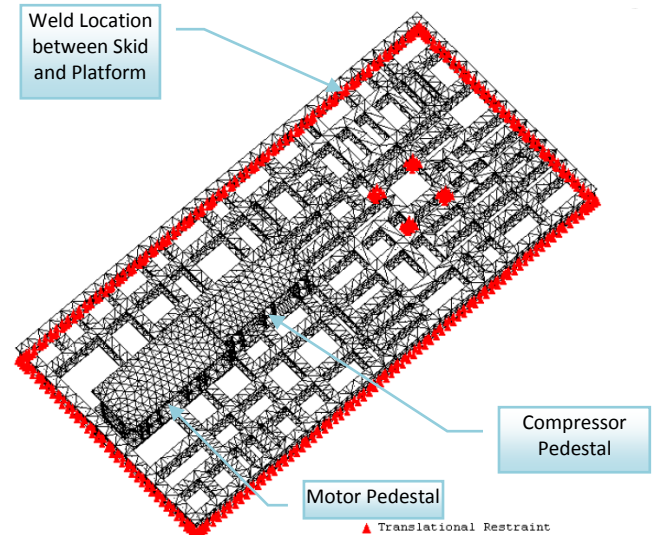 Weld Location
between Skid
and Platform
Compressor
Pedestal
Motor Pedestal
Translational Restraint